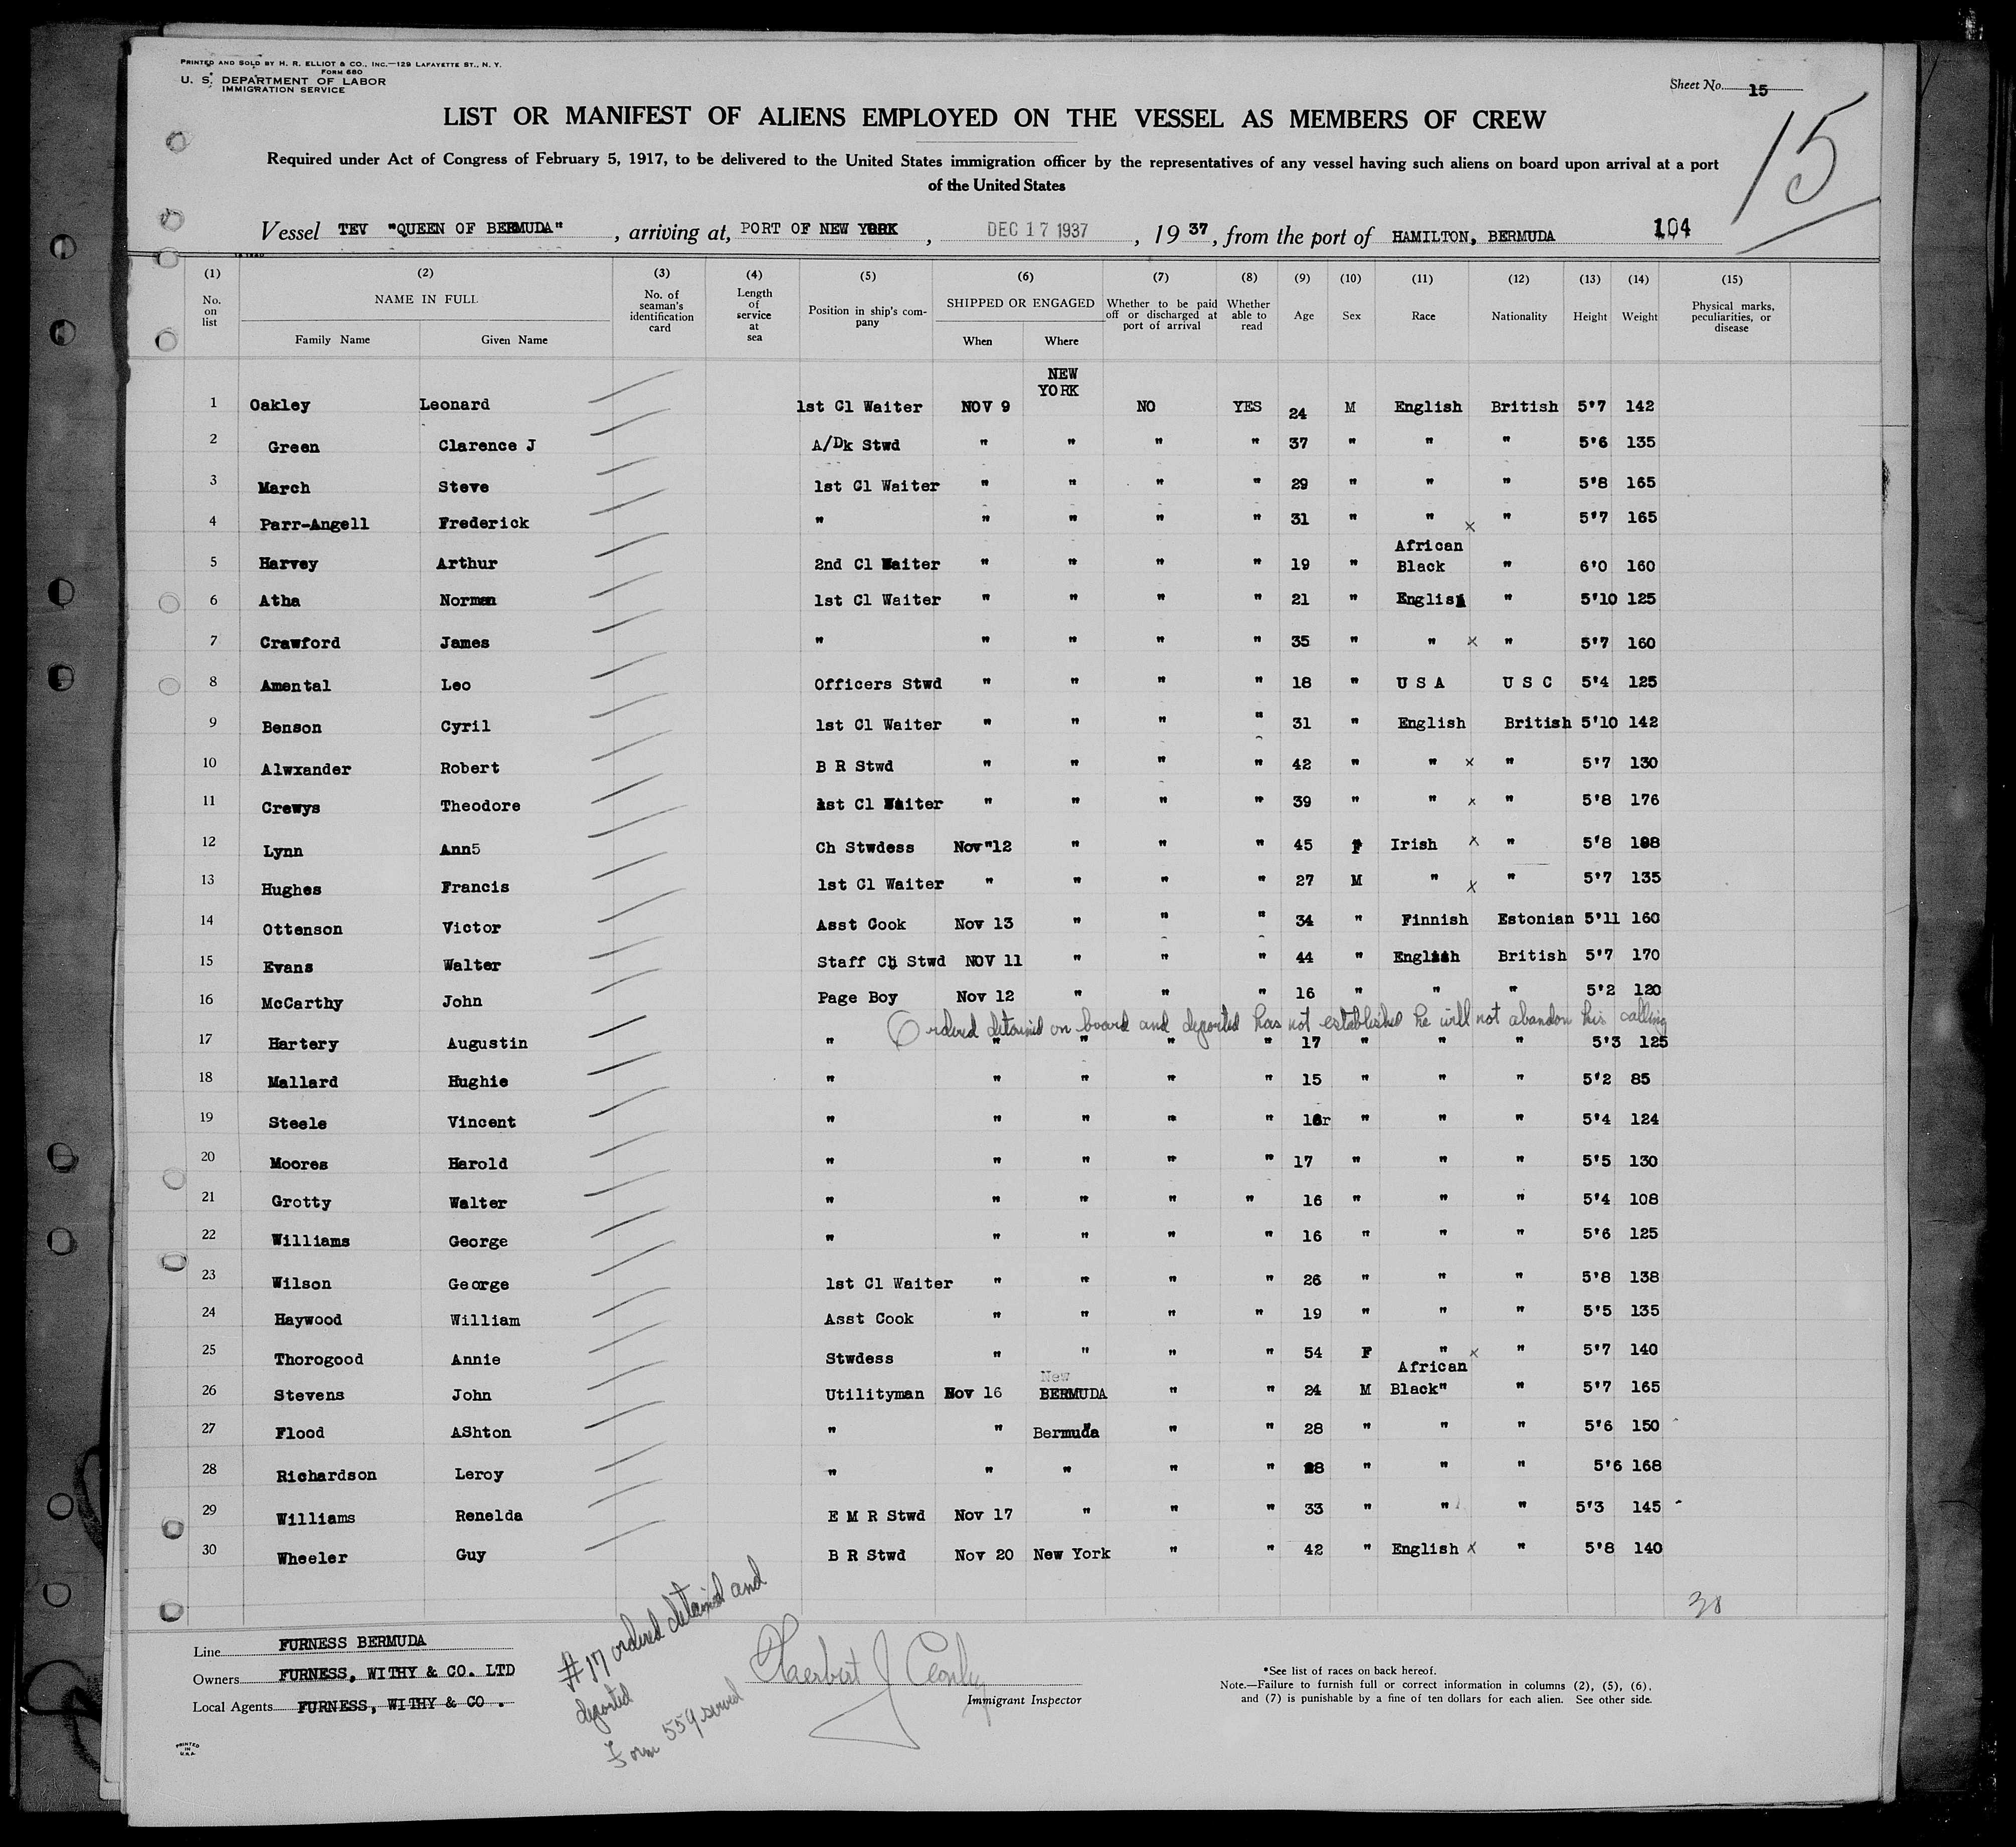 PRINTED AND SOLD BY H. R. ELLIOT & CO., INC.—129 LAFAYETTE ST., N. Y.
FORM 680
U. S. DEPARTMENT OF LABOR
IMMIGRATION SERVICE
Sheet No. 15
15
LIST OR MANIFEST OF ALIENS EMPLOYED ON THE VESSEL AS MEMBERS OF CREW
Required under Act of Congress of February 5, 1917, to be delivered to the United States immigration officer by the representatives of any vessel having such aliens on board upon arrival at a port
of the United States
Vessel TEV "QUEEN OF BERMUDA", arriving at, PORT OF NEW YORK, DEC 17 1937, 19 37, from the port of HAMILTON, BERMUDA 104
(1) (2) (3) (4) (5) (6) (7) (8) (9) (10) (11) (12) (13) (14) (15)
No. on list NAME IN FULL Family Name Given Name No. of seaman's identification card Length of service at sea Position in ship's company SHIPPED OR ENGAGED When Where Whether to be paid off or discharged at port of arrival Whether able to read Age Sex Race Nationality Height Weight Physical marks, peculiarities, or disease
NEW
YORK
1 Oakley Leonard 1st Cl Waiter NOV 9 NO YES 24 M English British 5'7 142
2 Green Clarence J A/Dk Stwd " " " " 37 " " " 5'6 135
3 March Steve 1st Cl Waiter " " " " 29 " " " 5'8 165
4 Parr-Angell Frederick " " " " " 31 " " x " 5'7 165
African
5 Harvey Arthur 2nd Cl Waiter " " " " 19 " Black " 6'0 160
6 Atha Norman 1st Cl Waiter " " " " 21 " English " 5'10 125
7 Crawford James " " " " " 35 " " x " 5'7 160
8 Amental Leo Officers Stwd " " " " 18 " U S A U S C 5'4 125
9 Benson Cyril 1st Cl Waiter " " " " 31 " English British 5'10 142
10 Alwxander Robert B R Stwd " " " " 42 " " x " 5'7 130
11 Crewys Theodore 1st Cl Waiter " " " " 39 " " x " 5'8 176
12 Lynn Ann5 Ch Stwdess Nov"12 " " " 45 F Irish x " 5'8 198
13 Hughes Francis 1st Cl Waiter " " " " 27 M " x " 5'7 135
14 Ottenson Victor Asst Cook Nov 13 " " " 34 " Finnish Estonian 5'11 160
15 Evans Walter Staff Ch Stwd NOV 11 " " " 44 " English British 5'7 170
16 McCarthy John Page Boy Nov 12 " " " 16 " " " 5'2 120
Ordered detained on board and deported has not established he will not abandon his calling
17 Hartery Augustin " " " " " 17 " " " 5'3 125
18 Mallard Hughie " " " " " 15 " " " 5'2 85
19 Steele Vincent " " " " " " " " 5'4 124
20 Moores Harold " " " " " 17 " " " 5'5 130
21 Grotty Walter " " " " " 16 " " " 5'4 108
22 Williams George " " " " " 16 " " " 5'6 125
23 Wilson George 1st Cl Waiter " " " " 26 " " " 5'8 138
24 Haywood William Asst Cook " " " " 19 " " " 5'5 135
25 Thorogood Annie Stwdess " " " " 54 F " x " 5'7 140
New African
26 Stevens John Utilityman Nov 16 BERMUDA " " 24 M Black" " 5'7 165
27 Flood AShton " " Bermuda " " 28 " " " 5'6 150
28 Richardson Leroy " " " " " 28 " " " 5'6 168
29 Williams Renelda E M R Stwd Nov 17 " " " 33 " " " 5'3 145
30 Wheeler Guy B R Stwd Nov 20 New York " " 42 " English x " 5'8 140
Line FURNESS BERMUDA
Owners FURNESS, WITHY & CO. LTD
Local Agents FURNESS, WITHY & CO .
#17 ordered detained and
deported
Form 559 served
Herbert J
Immigrant Inspector
*See list of races on back hereof.
Note.—Failure to furnish full or correct information in columns (2), (5), (6),
and (7) is punishable by a fine of ten dollars for each alien. See other side.
PRINTED
IN
U.S.A.